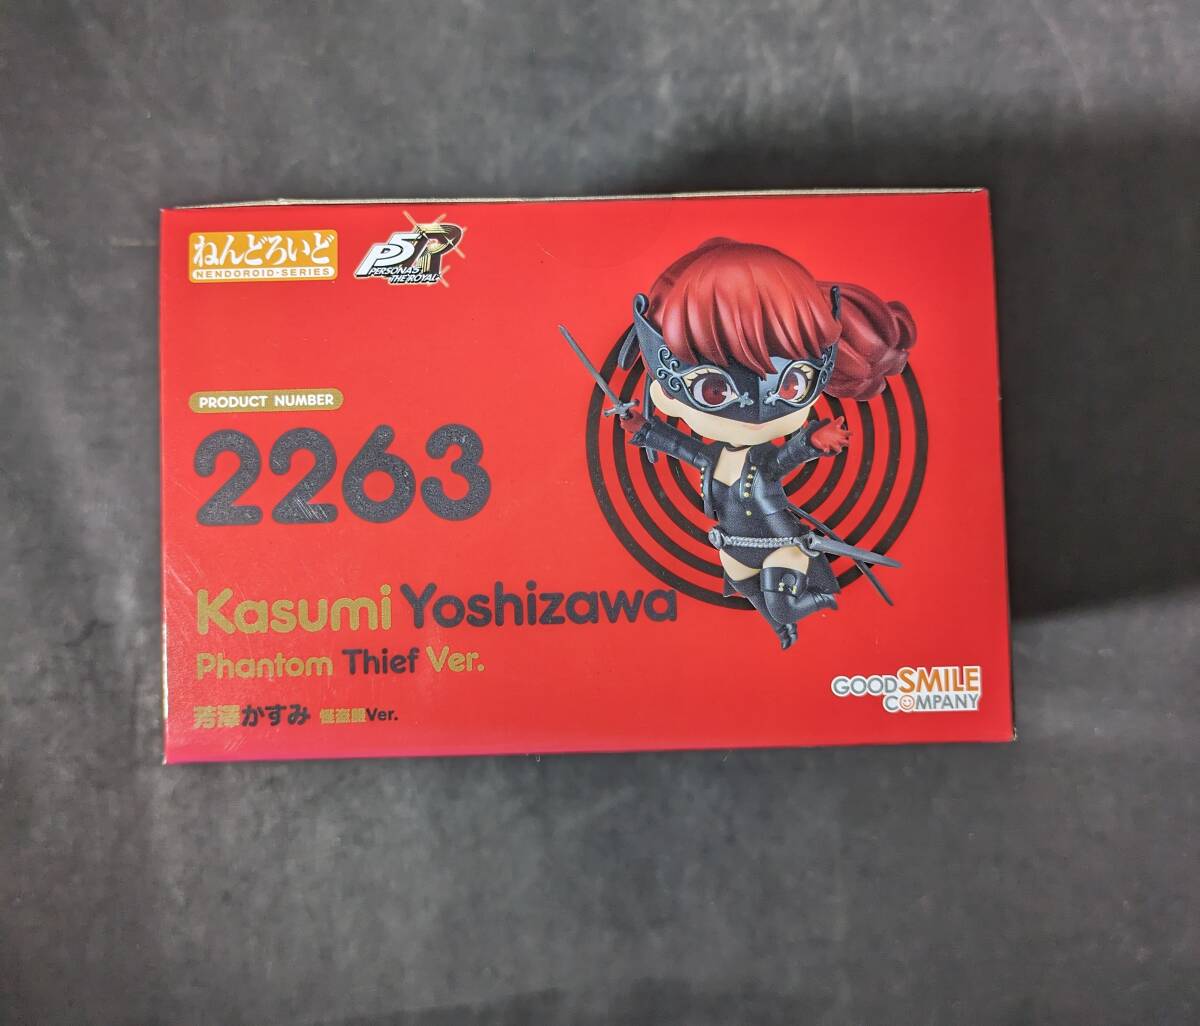 ねんどろいど
NENDOROID-SERIES
P5R
PERSONA5
THE ROYAL
PRODUCT NUMBER
2263
Kasumi Yoshizawa
Phantom Thief Ver.
芳澤かすみ 怪盗服Ver.
GOOD SMILE
COMPANY